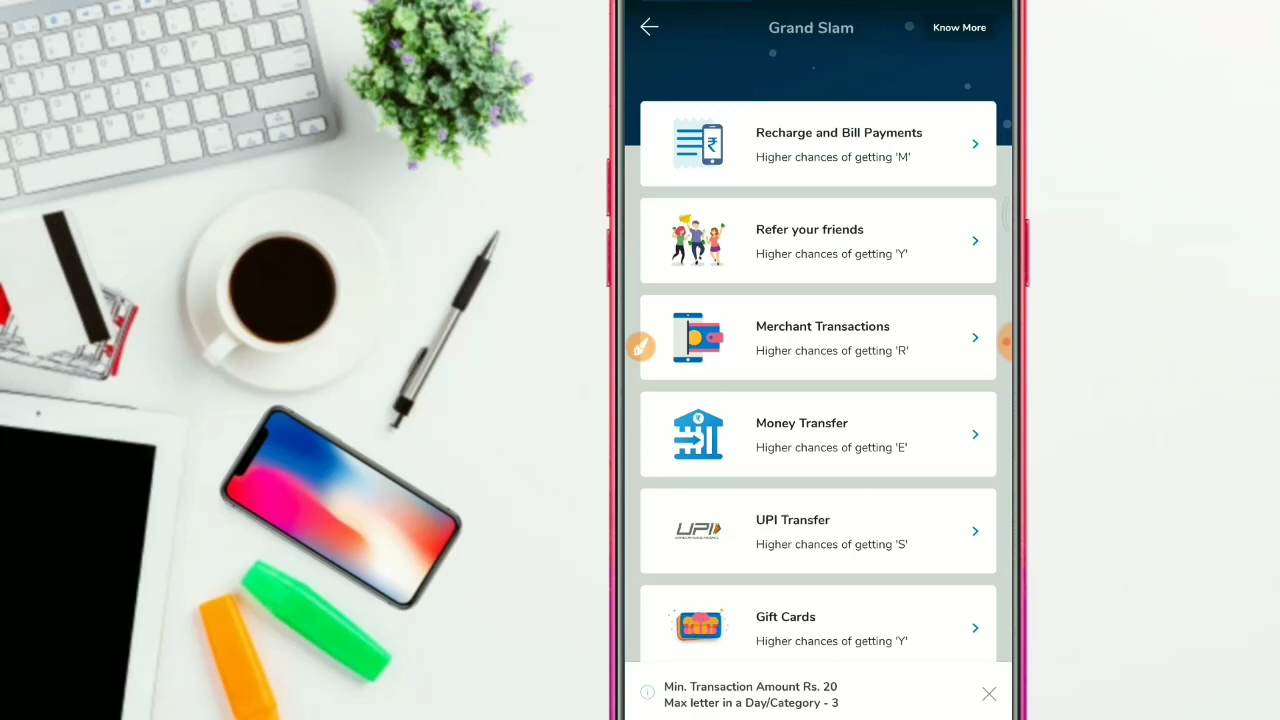 Grand Slam
Know More
Recharge and Bill Payments
Higher chances of getting 'M'
Refer your friends
Higher chances of getting 'Y'
Merchant Transactions
Higher chances of getting 'R'
Money Transfer
Higher chances of getting 'E'
UPI
UPI Transfer
Higher chances of getting 'S'
Gift Cards
Higher chances of getting 'Y'
Min. Transaction Amount Rs. 20
Max letter in a Day/Category - 3